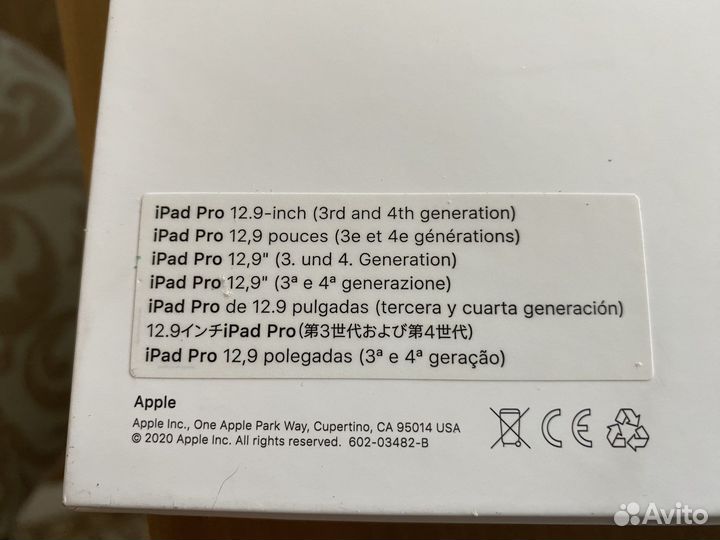 iPad Pro 12.9-inch (3rd and 4th generation)
iPad Pro 12,9 pouces (3e et 4e générations)
iPad Pro 12,9" (3. und 4. Generation)
iPad Pro 12,9" (3ª e 4ª generazione)
iPad Pro de 12.9 pulgadas (tercera y cuarta generación)
12.9インチiPad Pro(第3世代および第4世代)
iPad Pro 12,9 polegadas (3ª e 4ª geração)
Apple
Apple Inc., One Apple Park Way, Cupertino, CA 95014 USA
© 2020 Apple Inc. All rights reserved. 602-03482-B
CE
Avito